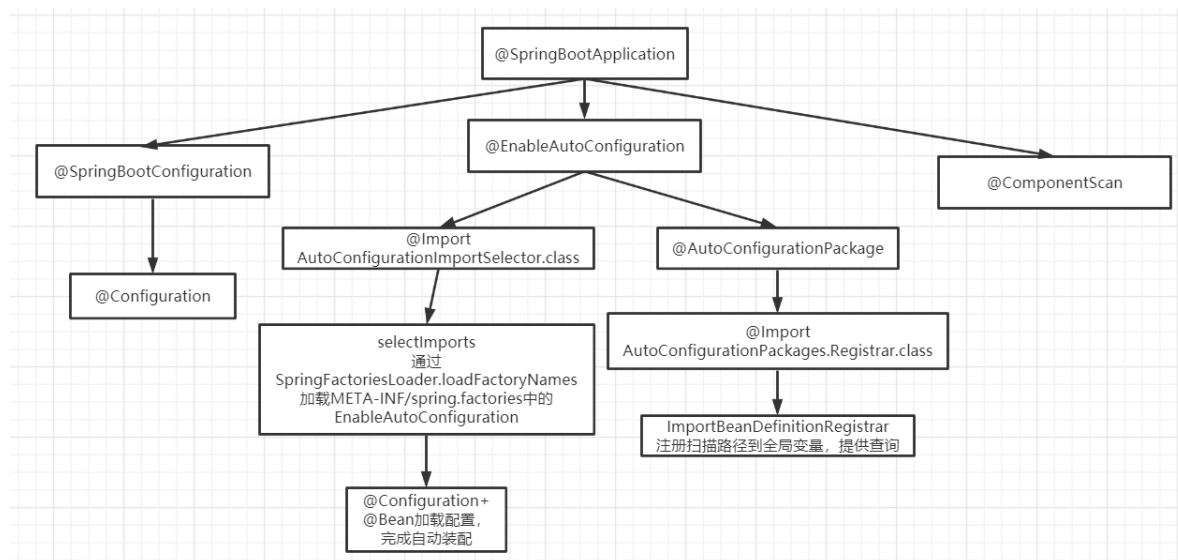 @SpringBootApplication
@EnableAutoConfiguration
@SpringBootConfiguration
@ComponentScan
@Import
AutoConfigurationImportSelector.class
@AutoConfigurationPackage
@Configuration
@Import
AutoConfigurationPackages.Registrar.class
selectImports
通过
SpringFactoriesLoader.loadFactoryNames
加载META-INF/spring.factories中的
EnableAutoConfiguration
ImportBeanDefinitionRegistrar
注册扫描路径到全局变量，提供查询
@Configuration+
@Bean加载配置，
完成自动装配